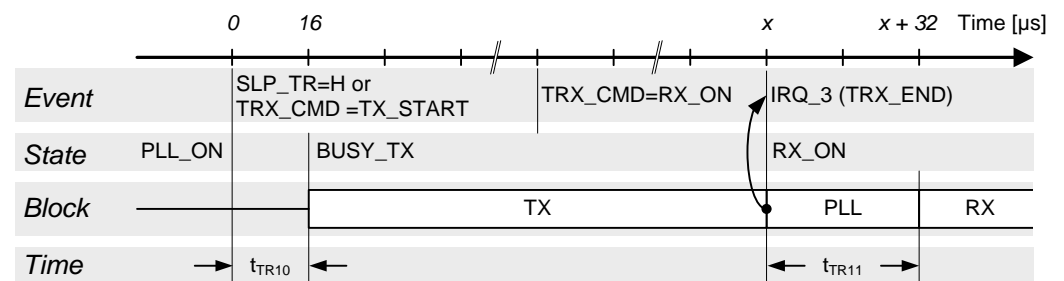 0 16 x x + 32 Time [µs]
Event SLP_TR=H or TRX_CMD=RX_ON IRQ_3 (TRX_END)
TRX_CMD =TX_START
State PLL_ON BUSY_TX RX_ON
Block TX PLL RX
Time tTR10 tTR11